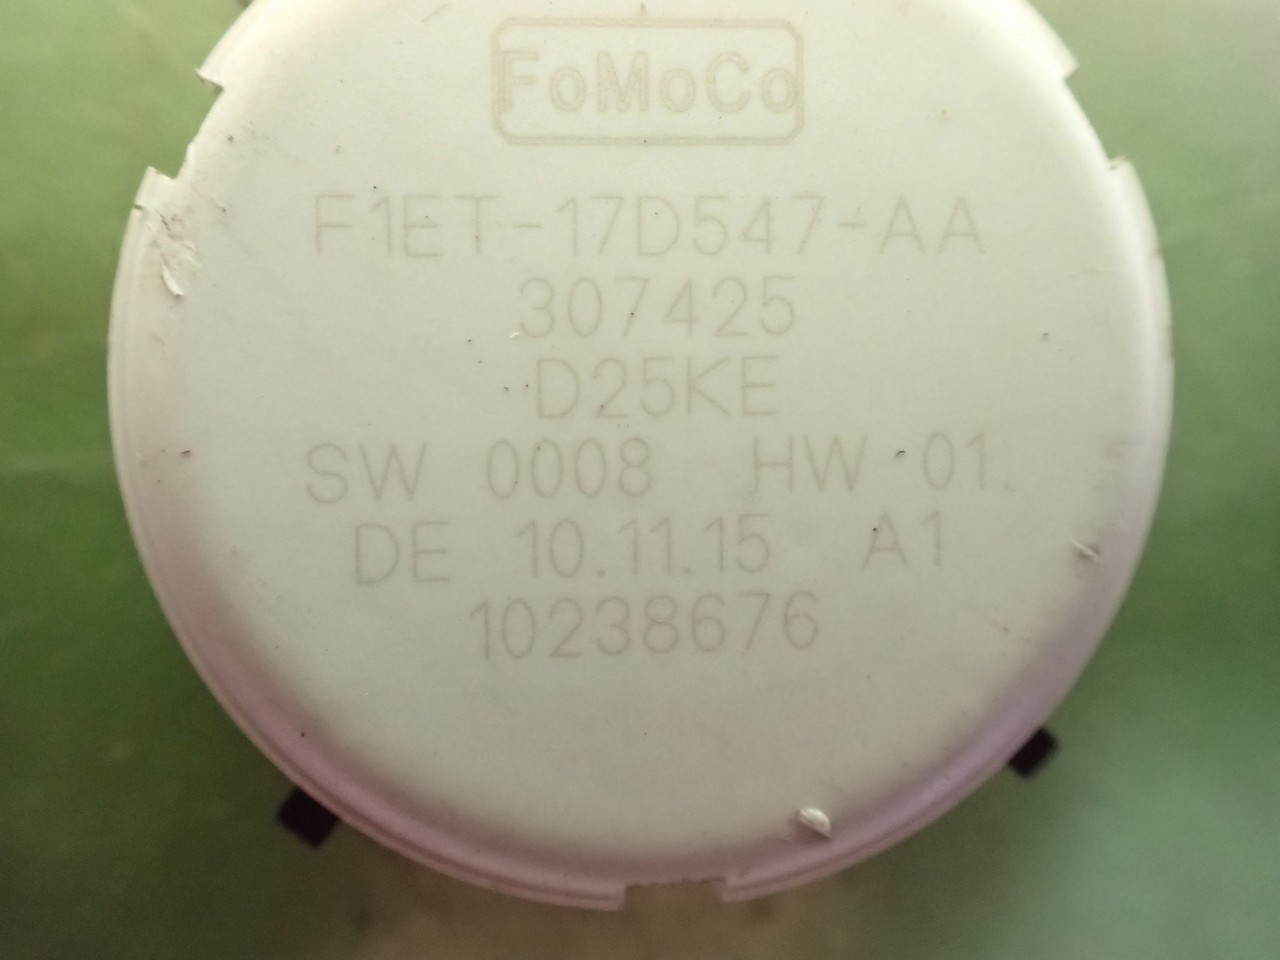 FoMoCo
F1ET-17D547-AA
307425
D25KE
SW 0008 HW 01.
DE 10.11.15 A1
10238676